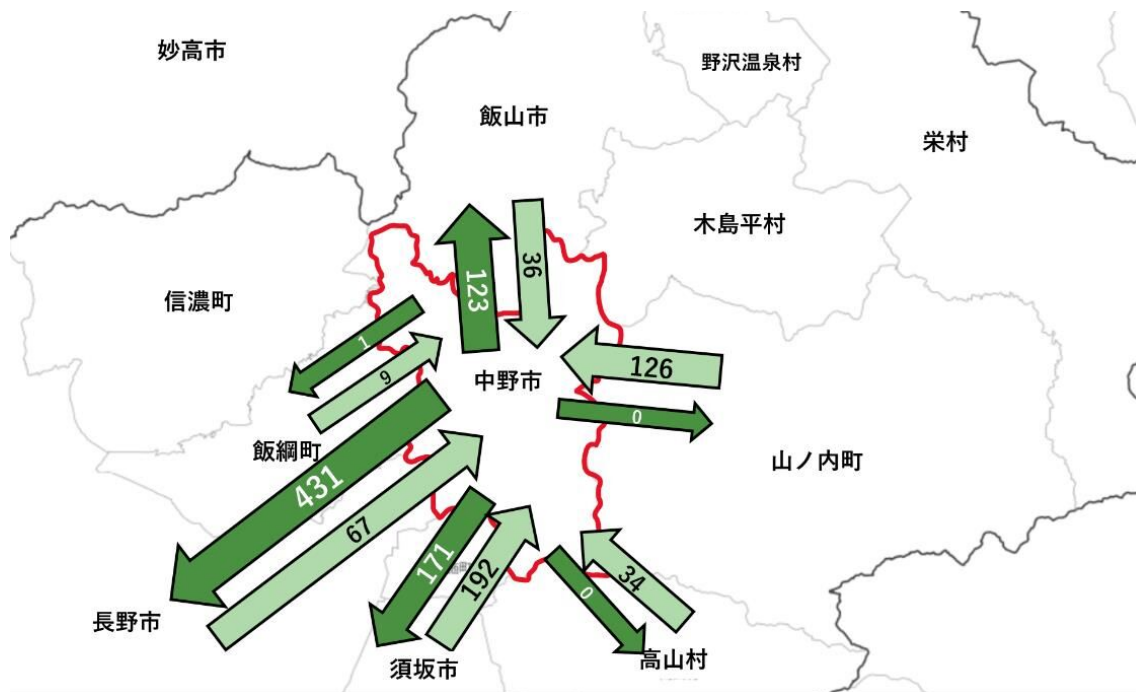 妙高市
野沢温泉村
飯山市
栄村
木島平村
信濃町
123
36
1
9
中野市
126
0
飯綱町
山ノ内町
431
67
171
192
0
34
長野市
須坂市
高山村